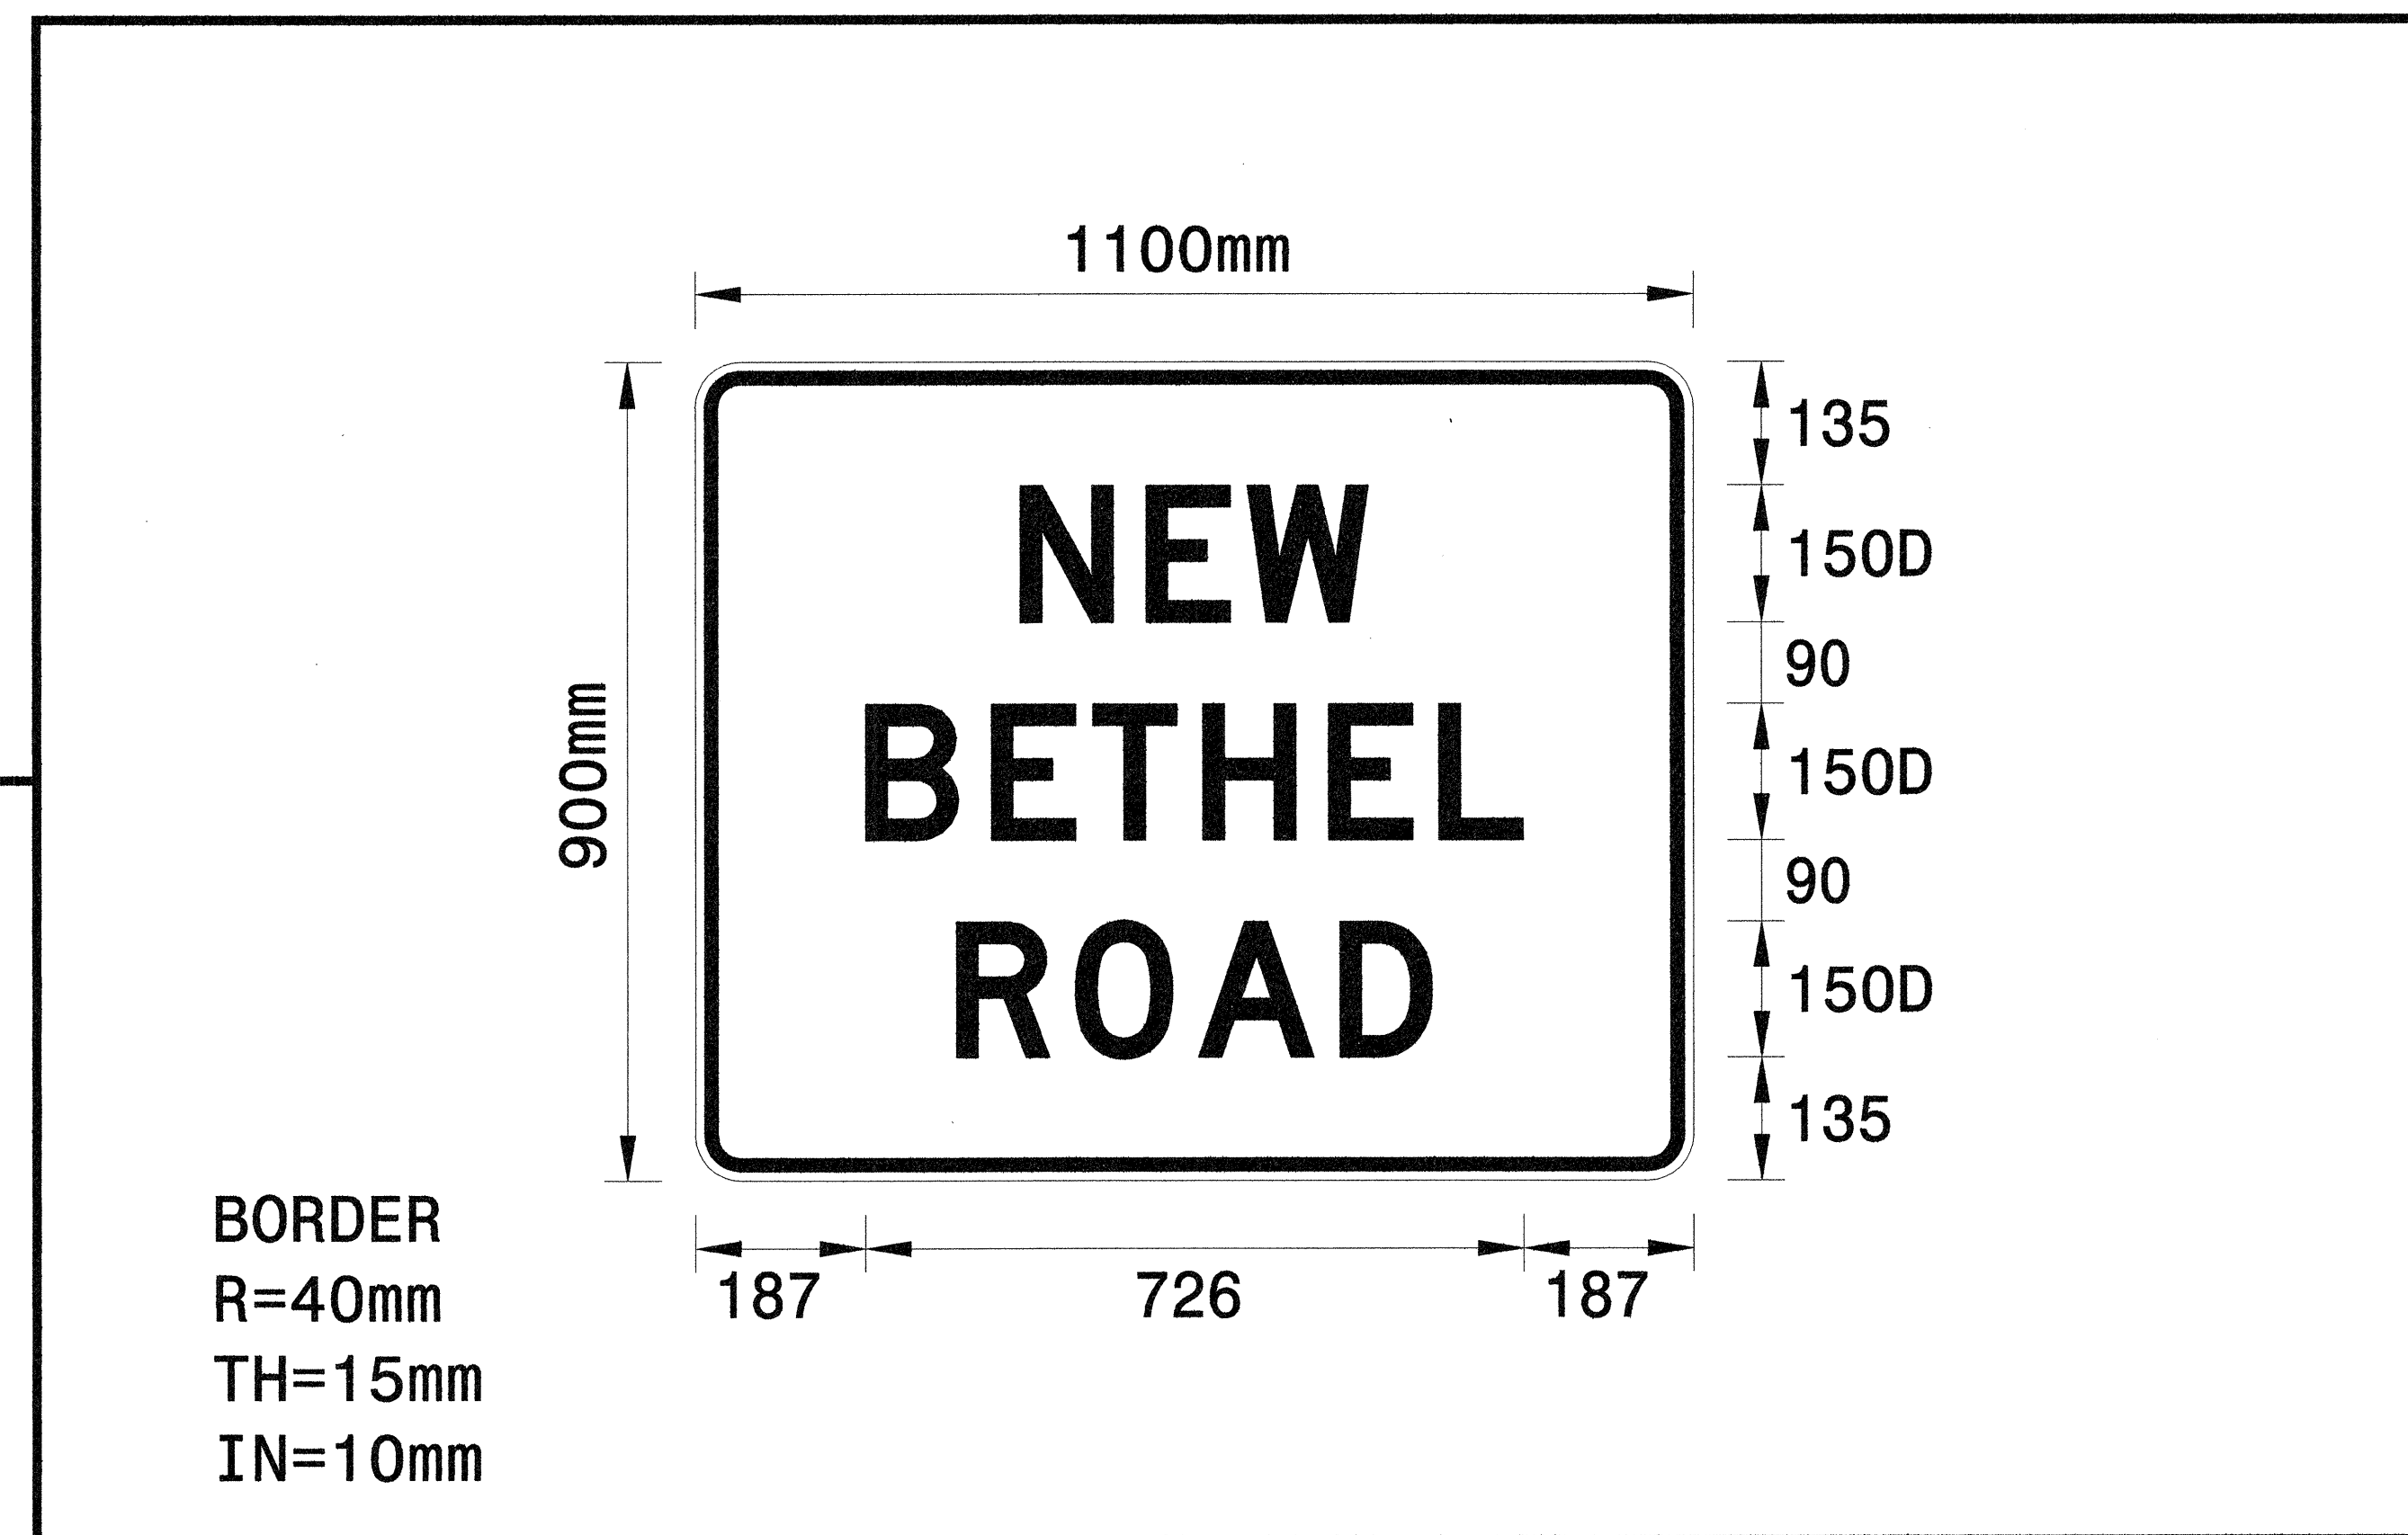 1100mm
135
NEW
150D
90
900mm
BETHEL
150D
90
ROAD
150D
135
BORDER
R=40mm
TH=15mm
IN=10mm
187
726
187